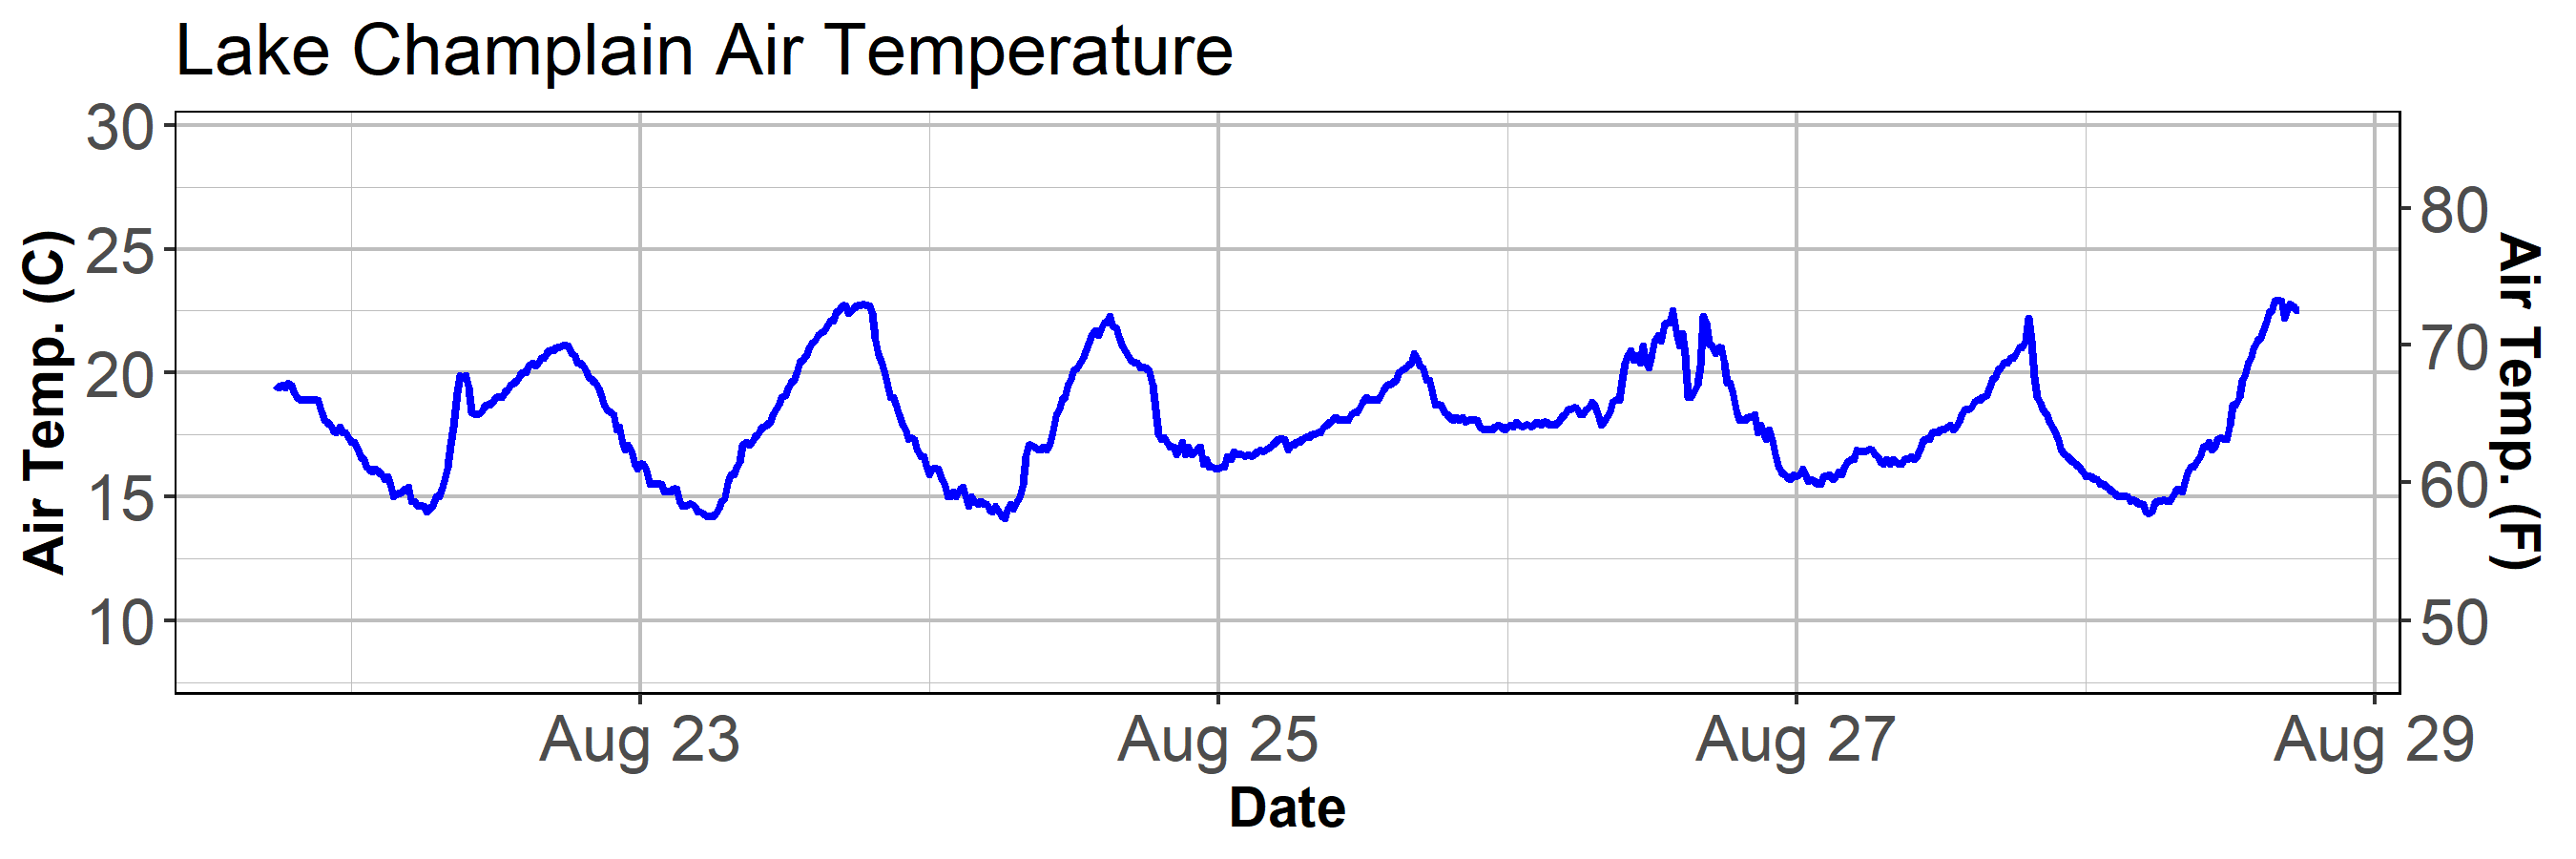 Lake Champlain Air Temperature
Air Temp. (C)
30
25
20
15
10
80
70
60
50
Air Temp. (F)
Aug 23
Aug 25
Aug 27
Aug 29
Date